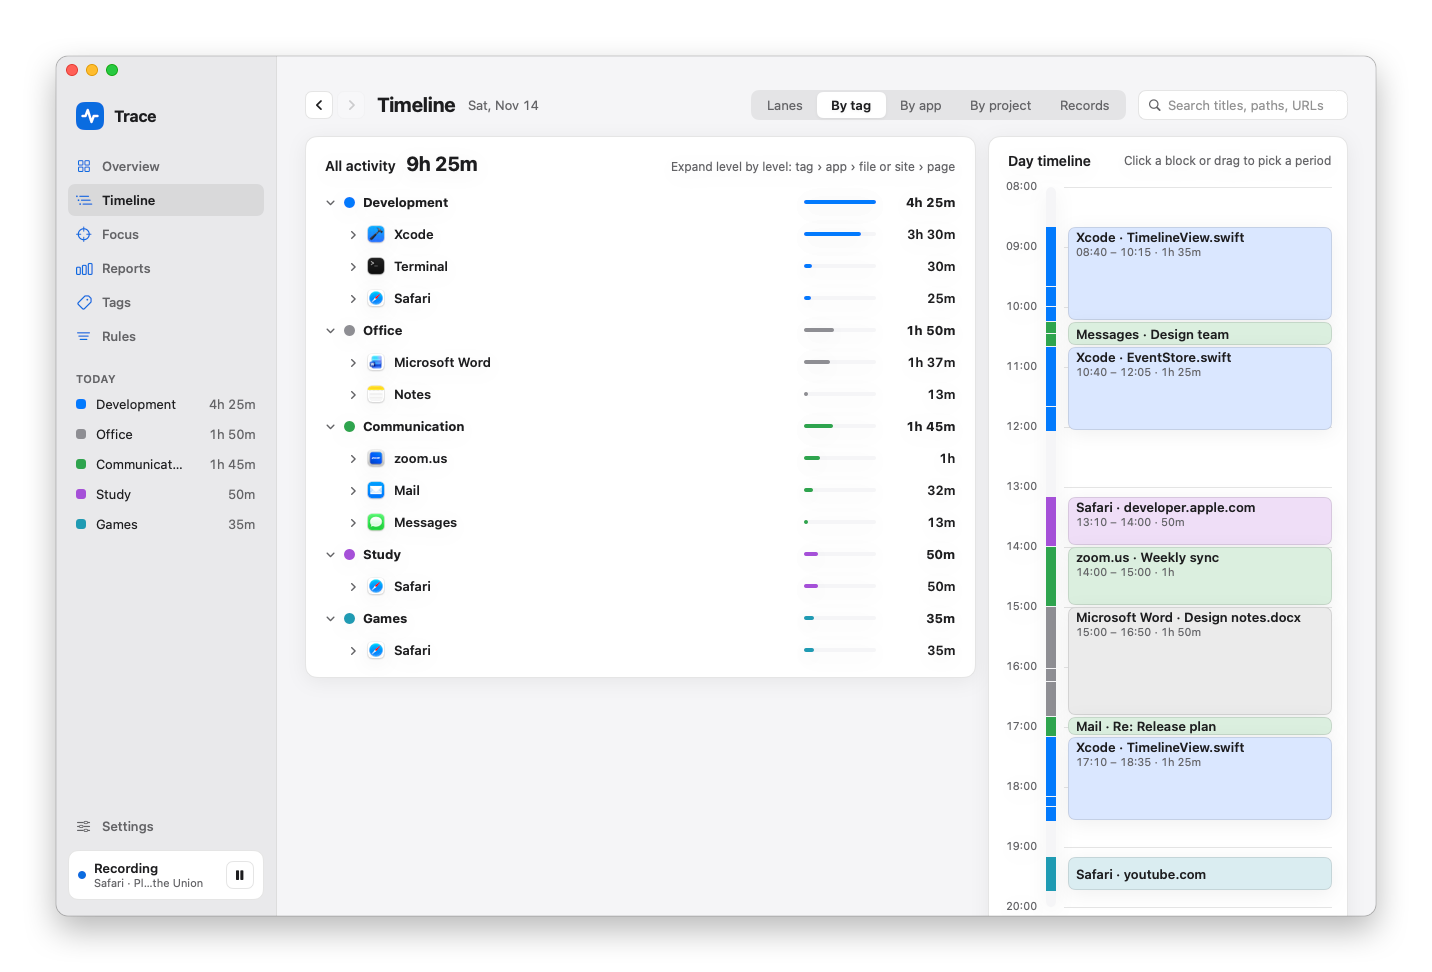 Trace
Overview
Timeline
Focus
Reports
Tags
Rules
TODAY
Development 4h 25m
Office 1h 50m
Communicat... 1h 45m
Study 50m
Games 35m
Settings
Recording
Safari · Pl...the Union
Timeline Sat, Nov 14
Lanes By tag By app By project Records
Search titles, paths, URLs
All activity 9h 25m
Expand level by level: tag › app › file or site › page
Development 4h 25m
Xcode 3h 30m
Terminal 30m
Safari 25m
Office 1h 50m
Microsoft Word 1h 37m
Notes 13m
Communication 1h 45m
zoom.us 1h
Mail 32m
Messages 13m
Study 50m
Safari 50m
Games 35m
Safari 35m
Day timeline Click a block or drag to pick a period
08:00
Xcode · TimelineView.swift
09:00
08:40 – 10:15 · 1h 35m
10:00
Messages · Design team
Xcode · EventStore.swift
11:00
10:40 – 12:05 · 1h 25m
12:00
13:00
Safari · developer.apple.com
13:10 – 14:00 · 50m
14:00
zoom.us · Weekly sync
14:00 – 15:00 · 1h
15:00
Microsoft Word · Design notes.docx
15:00 – 16:50 · 1h 50m
16:00
17:00
Mail · Re: Release plan
Xcode · TimelineView.swift
17:10 – 18:35 · 1h 25m
18:00
19:00
Safari · youtube.com
20:00